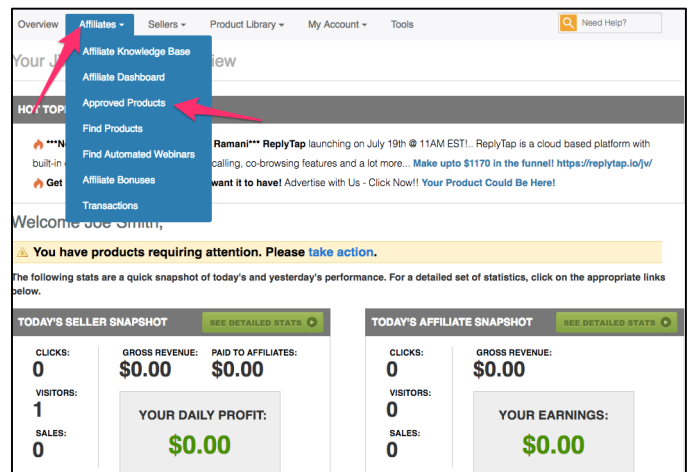 Overview Affiliates Sellers Product Library My Account Tools Need Help?
Affiliate Knowledge Base
Your J iew
Affiliate Dashboard
Approved Products
HOT TOP
Find Products
***N Ramani*** ReplyTap launching on July 19th @ 11AM EST!.. ReplyTap is a cloud based platform with
Find Automated Webinars
built-in calling, co-browsing features and a lot more... Make upto $1170 in the funnel! https://replytap.io/jv/
Affiliate Bonuses
Get want it to have! Advertise with Us - Click Now!! Your Product Could Be Here!
Transactions
Welcome Joe Smith,
You have products requiring attention. Please take action.
The following stats are a quick snapshot of today's and yesterday's performance. For a detailed set of statistics, click on the appropriate links
below.
TODAY'S SELLER SNAPSHOT SEE DETAILED STATS TODAY'S AFFILIATE SNAPSHOT SEE DETAILED STATS
CLICKS: GROSS REVENUE: PAID TO AFFILIATES: CLICKS: GROSS REVENUE:
0 $0.00 $0.00 0 $0.00
VISITORS: VISITORS:
1 YOUR DAILY PROFIT: 0 YOUR EARNINGS:
SALES: SALES:
0 $0.00 0 $0.00